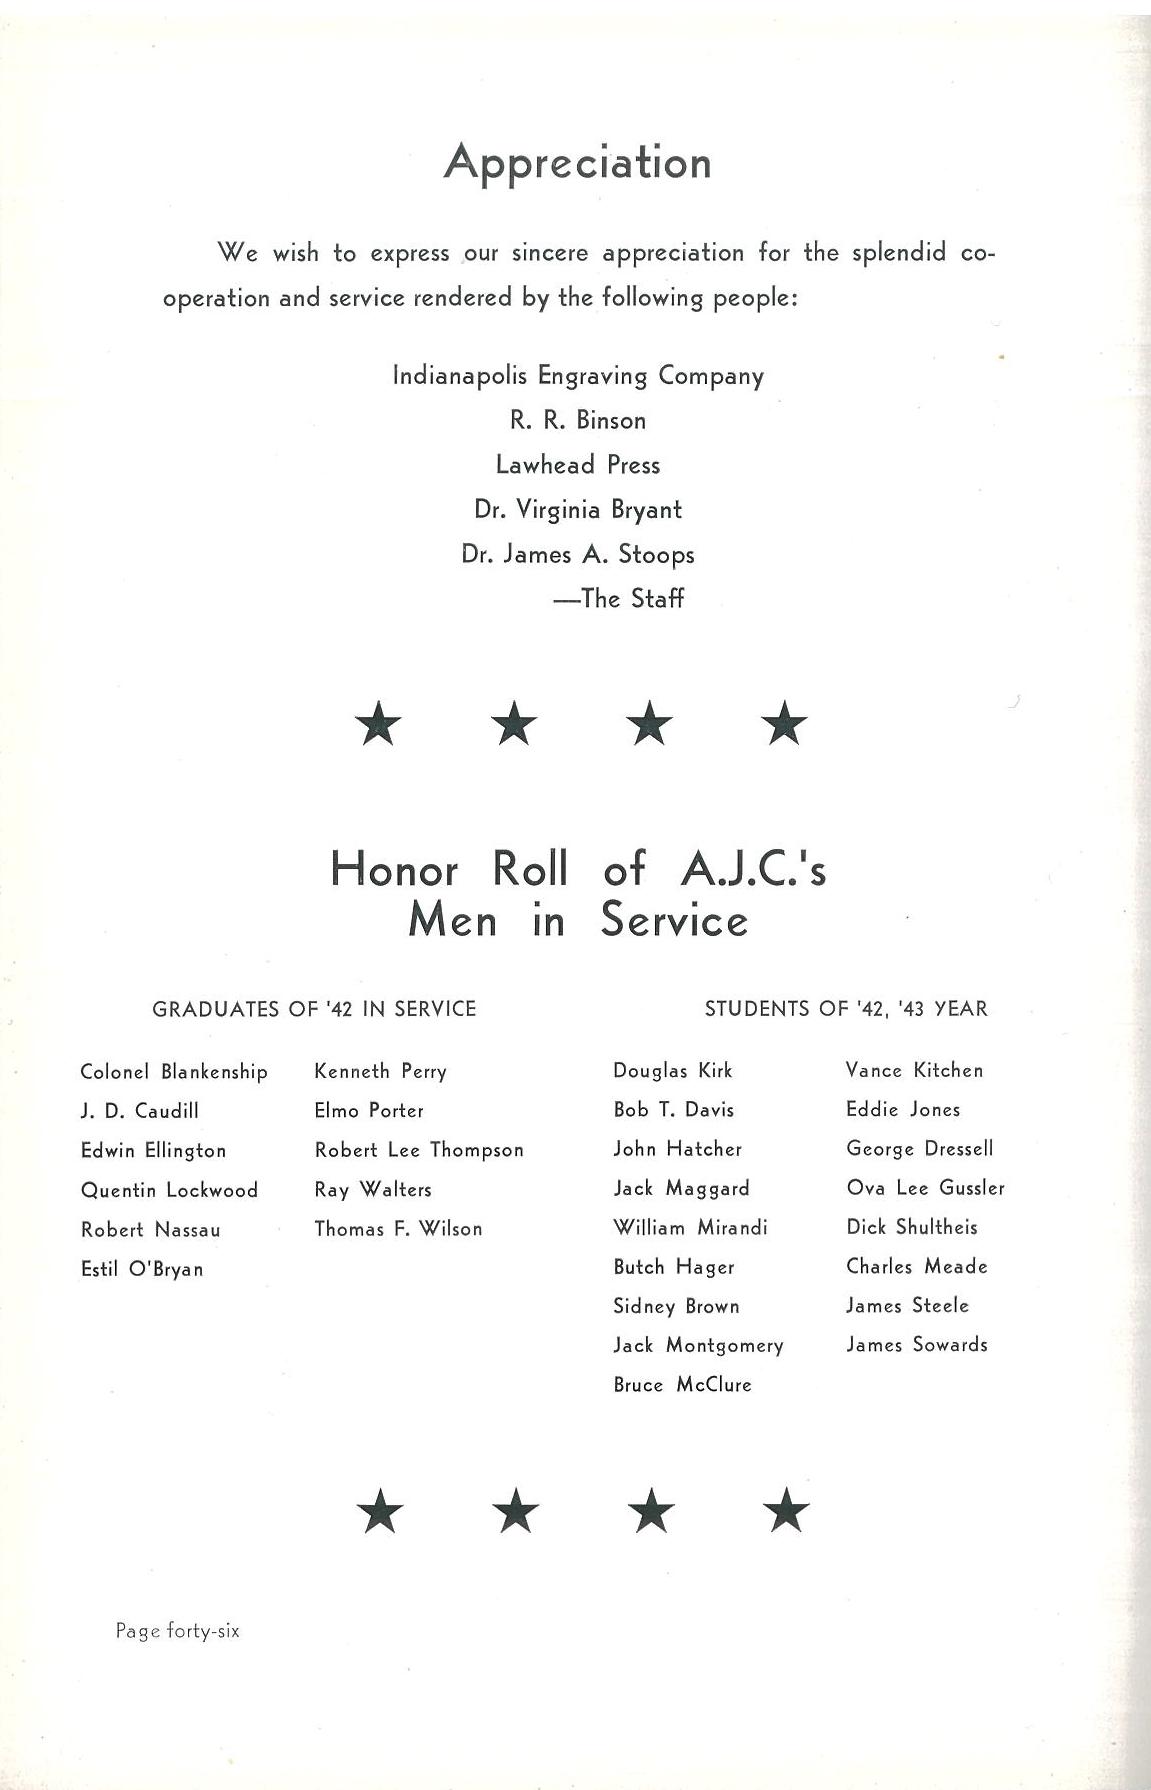 Appreciation
We wish to express our sincere appreciation for the splendid co-
operation and service rendered by the following people:
Indianapolis Engraving Company
R. R. Binson
Lawhead Press
Dr. Virginia Bryant
Dr. James A. Stoops
—The Staff
★ ★ ★ ★
Honor Roll of A.J.C.'s
Men in Service
GRADUATES OF '42 IN SERVICE
Colonel Blankenship
J. D. Caudill
Edwin Ellington
Quentin Lockwood
Robert Nassau
Estil O'Bryan
Kenneth Perry
Elmo Porter
Robert Lee Thompson
Ray Walters
Thomas F. Wilson
STUDENTS OF '42, '43 YEAR
Douglas Kirk
Bob T. Davis
John Hatcher
Jack Maggard
William Mirandi
Butch Hager
Sidney Brown
Jack Montgomery
Bruce McClure
Vance Kitchen
Eddie Jones
George Dressell
Ova Lee Gussler
Dick Shultheis
Charles Meade
James Steele
James Sowards
★ ★ ★ ★
Page forty-six